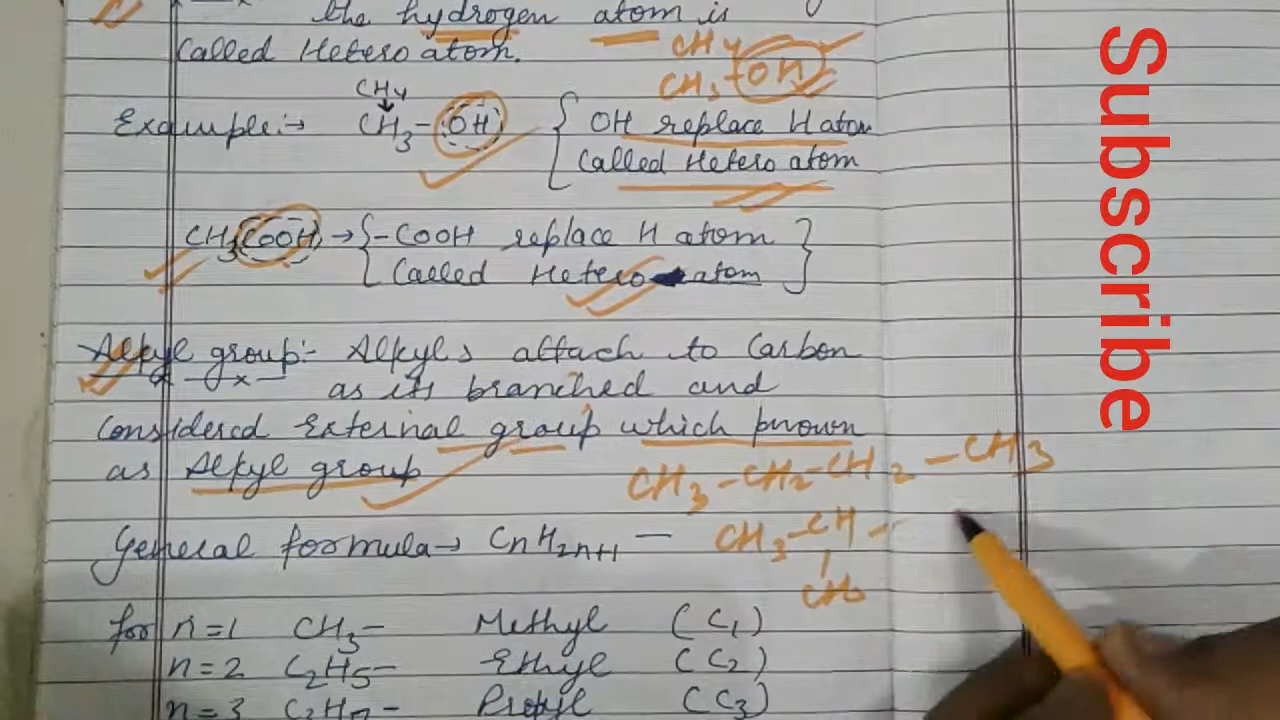 the hydrogen atom is
Called Hetero atom.
CH4
CH3-OH
CH4
Example:→ CH3-OH { OH replace H atom
Called Hetero atom
CH3COOH → {-COOH replace H atom }
Called Hetero atom
Alkyl group:- Alkyls attach to Carbon
as its branched and
Considered External group which known
as Alkyl group
CH3-CH2-CH2-CH3
General formula→ CnH2n+1 —
CH3-CH-
CH3
for n=1 CH3- Methyl (C1)
n=2 C2H5- Ethyl (C2)
n=3 Propyl (C3)
Subscribe